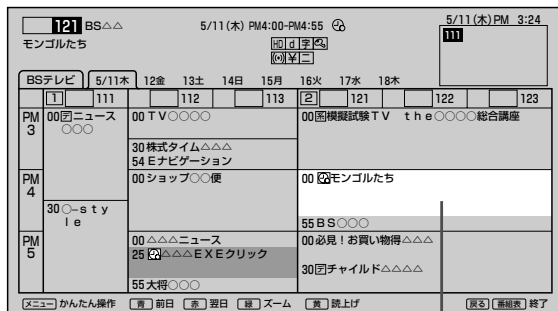 121 BS△△
5/11(木) PM4:00-PM4:55
5/11(木)PM 3:24
モンゴルたち
HD d 字
¥二
111
BSテレビ 5/11木 12金 13土 14日 15月 16火 17水 18木
1 111 112 113 2 121 122 123
PM 3
00字ニュース○○○
00 TV○○○○
30株式タイム△△△
54 Eナビゲーション
00再模擬試験TV the○○○○総合講座
PM 4
30○-style
00ショップ○○便
00 モンゴルたち
55BS○○○
PM 5
00△△△ニュース
25 △△△EXEクリック
55大将○○○
00必見!お買い物得△△△
30字チャイルド△△△△
メニュー かんたん操作 青 前日 赤 翌日 緑 ズーム 黄 読上げ 戻る 番組表 終了